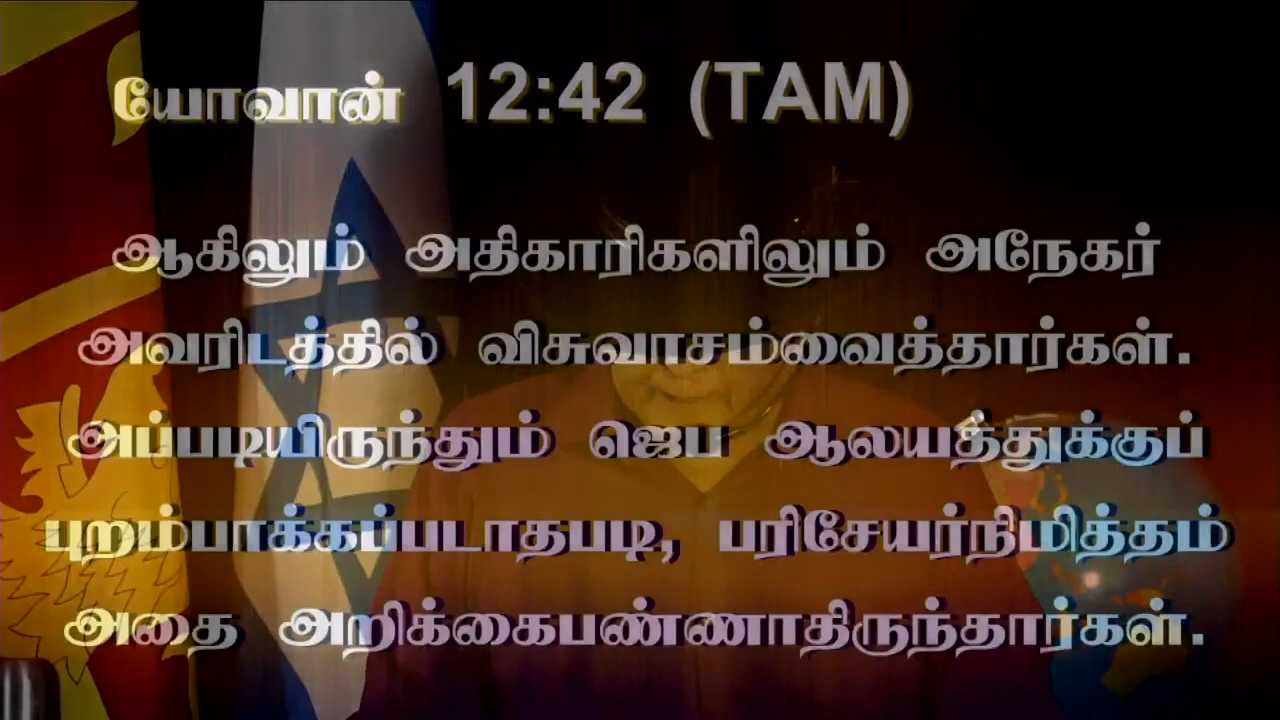 யோவான் 12:42 (TAM)
ஆகிலும் அதிகாரிகளிலும் அநேகர்
அவரிடத்தில் விசுவாசம்வைத்தார்கள்.
அப்படியிருந்தும் ஜெப ஆலயத்துக்குப்
புறம்பாக்கப்படாதபடி, பரிசேயர்நிமித்தம்
அதை அறிக்கைபண்ணாதிருந்தார்கள்.